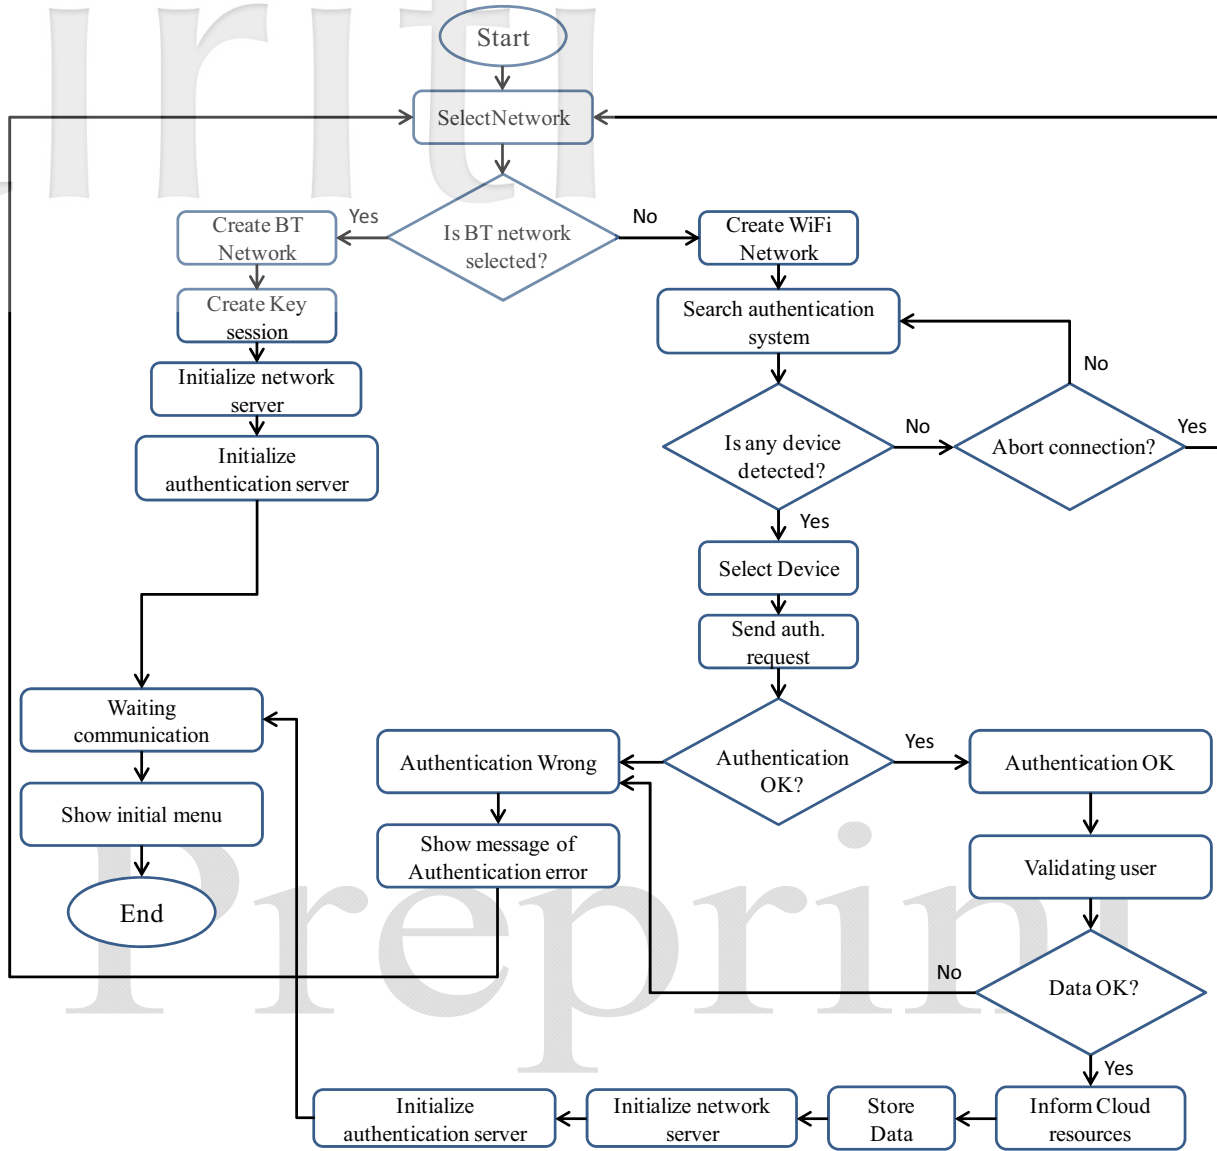 Start
SelectNetwork
Yes
No
Create BT
Network
Is BT network
selected?
Create WiFi
Network
Create Key
session
Search authentication
system
Initialize network
server
No
Initialize
authentication server
Is any device
detected?
No
Abort connection?
Yes
Yes
Select Device
Send auth.
request
Waiting
communication
Authentication Wrong
Authentication
OK?
Yes
Authentication OK
Show initial menu
Show message of
Authentication error
Validating user
End
No
Data OK?
Yes
Initialize
authentication server
Initialize network
server
Store
Data
Inform Cloud
resources
Preprint